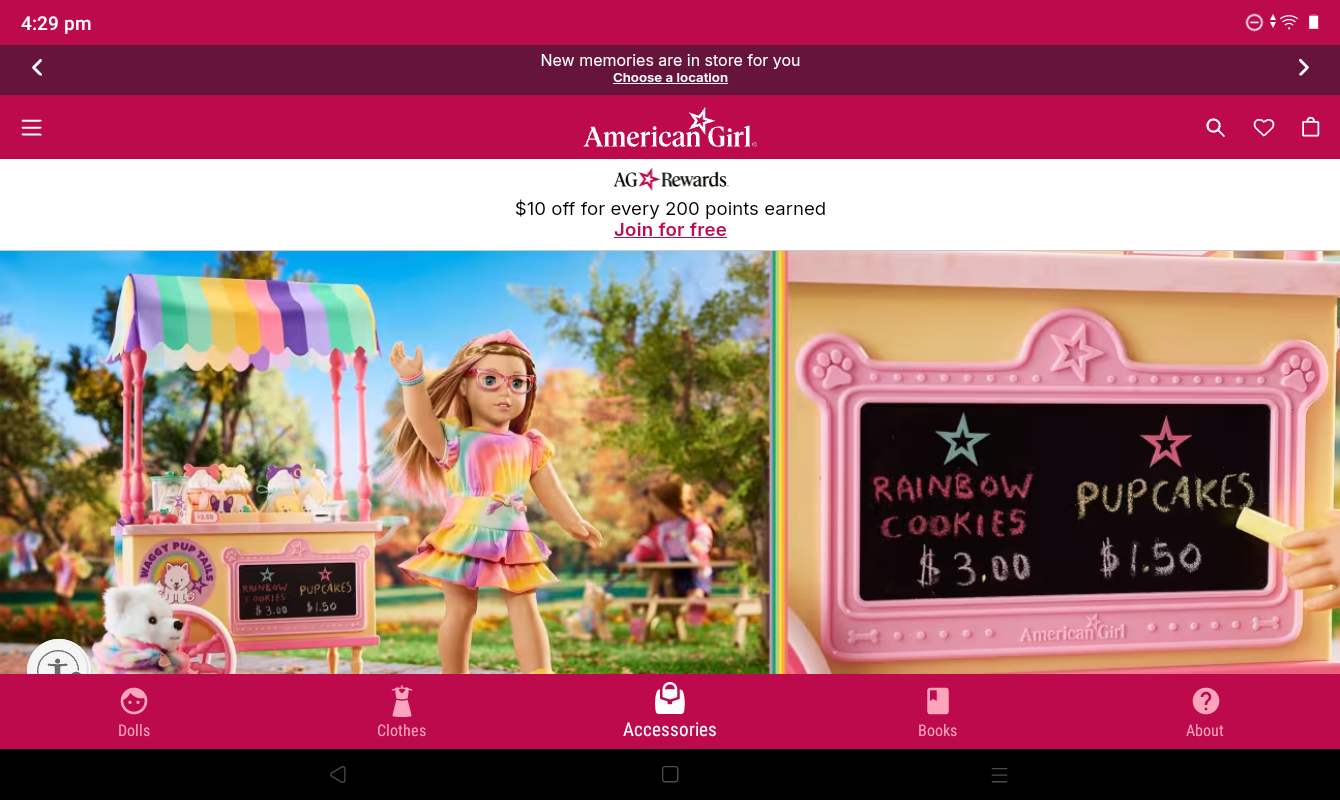 4:29 pm
New memories are in store for you
Choose a location
American Girl
AG Rewards
$10 off for every 200 points earned
Join for free
WAGGY PUP TAILS
RAINBOW COOKIES
$3.00
PUPCAKES
$1.50
RAINBOW
COOKIES
$3.00
PUPCAKES
$1.50
American Girl
Dolls
Clothes
Accessories
Books
About